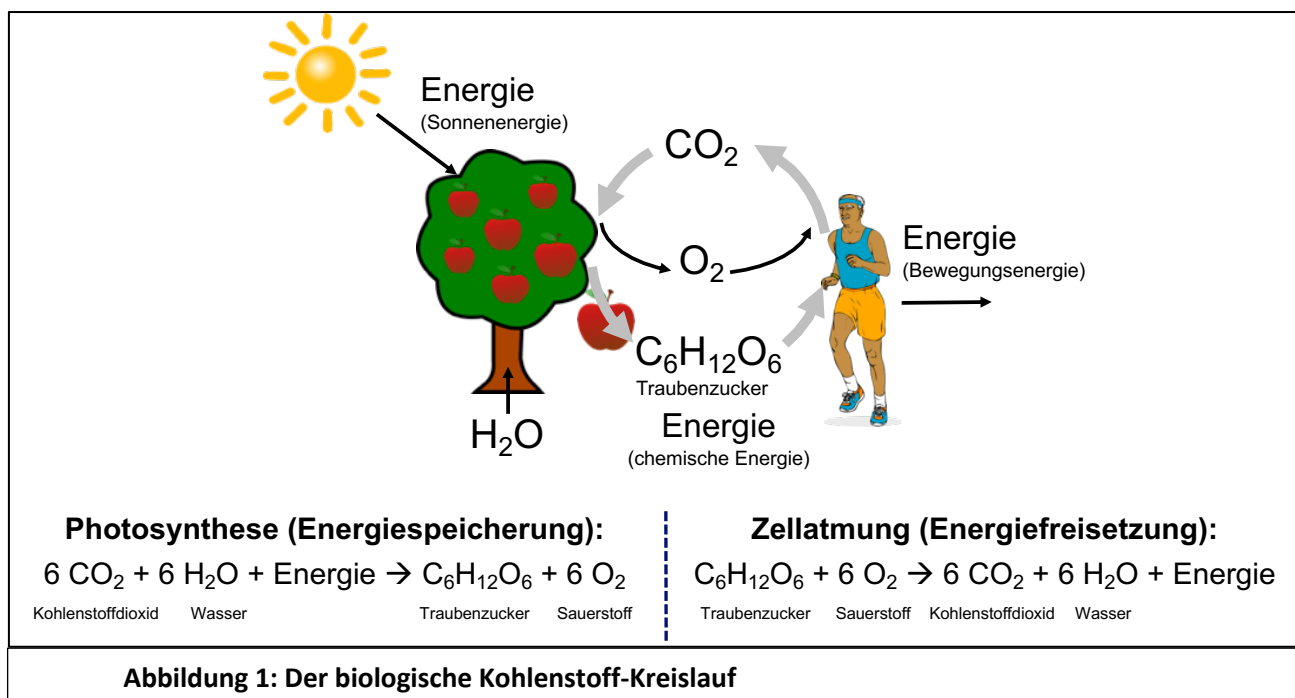 Energie
(Sonnenenergie)
CO₂
O₂
Energie
(Bewegungsenergie)
C₆H₁₂O₆
Traubenzucker
H₂O
Energie
(chemische Energie)
Photosynthese (Energiespeicherung):
6 CO₂ + 6 H₂O + Energie → C₆H₁₂O₆ + 6 O₂
Kohlenstoffdioxid Wasser Traubenzucker Sauerstoff
Zellatmung (Energiefreisetzung):
C₆H₁₂O₆ + 6 O₂ → 6 CO₂ + 6 H₂O + Energie
Traubenzucker Sauerstoff Kohlenstoffdioxid Wasser
Abbildung 1: Der biologische Kohlenstoff-Kreislauf